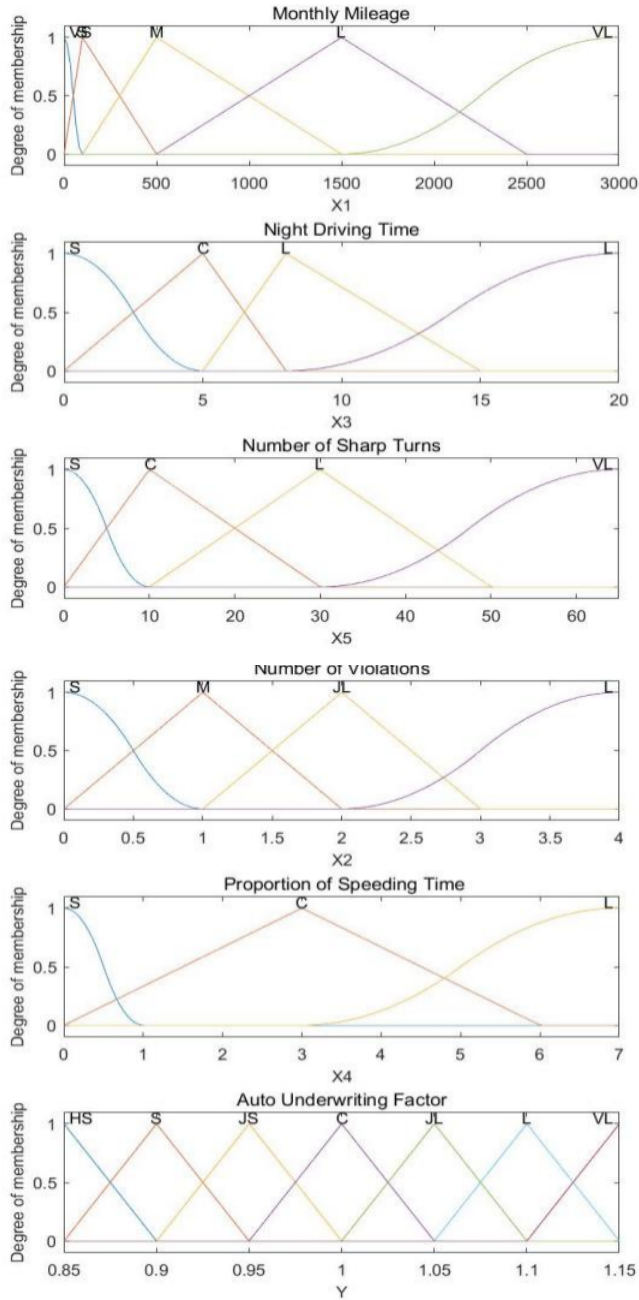 Monthly Mileage
VS S M L VL
1
0.5
0
Degree of membership
0 500 1000 1500 2000 2500 3000
X1
Night Driving Time
S C L L
1
0.5
0
Degree of membership
0 5 10 15 20
X3
Number of Sharp Turns
S C L VL
1
0.5
0
Degree of membership
0 10 20 30 40 50 60
X5
Number of Violations
S M JL L
1
0.5
0
Degree of membership
0 0.5 1 1.5 2 2.5 3 3.5 4
X2
Proportion of Speeding Time
S C L
1
0.5
0
Degree of membership
0 1 2 3 4 5 6 7
X4
Auto Underwriting Factor
HS S JS C JL L VL
1
0.5
0
Degree of membership
0.85 0.9 0.95 1 1.05 1.1 1.15
Y